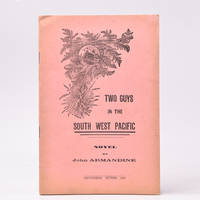 TWO GUYS
IN THE
SOUTH WEST PACIFIC
NOVEL
BY
John ARMANDINE